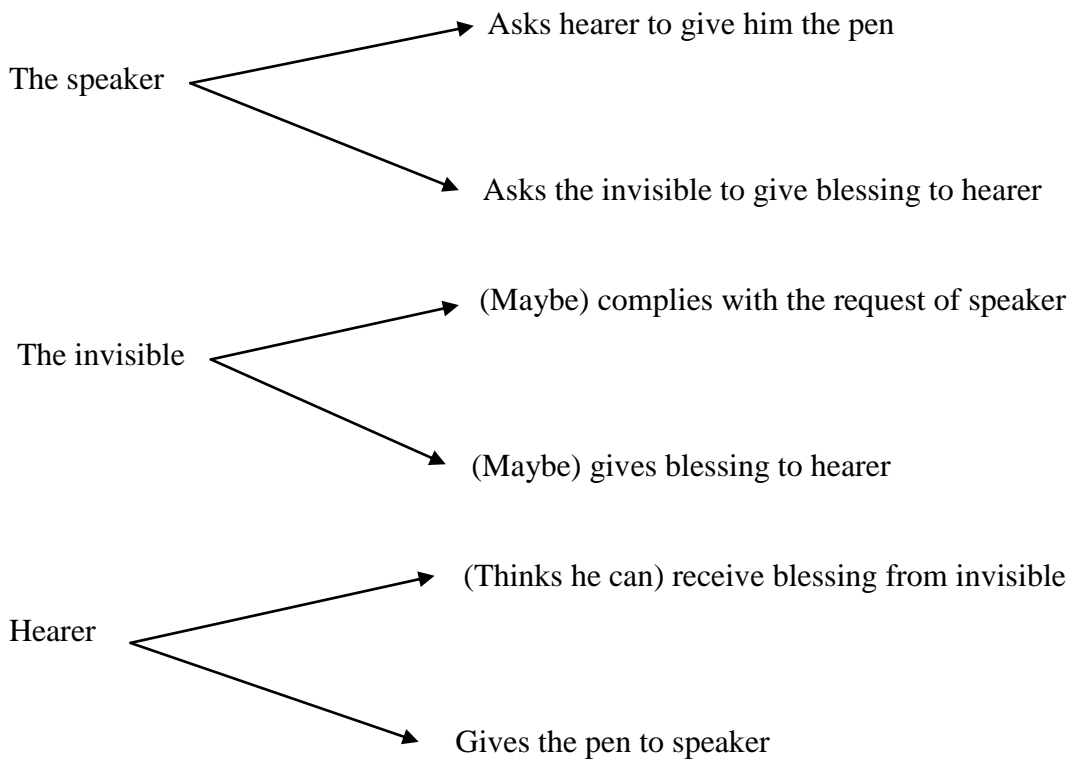 Asks hearer to give him the pen
The speaker
Asks the invisible to give blessing to hearer
(Maybe) complies with the request of speaker
The invisible
(Maybe) gives blessing to hearer
(Thinks he can) receive blessing from invisible
Hearer
Gives the pen to speaker